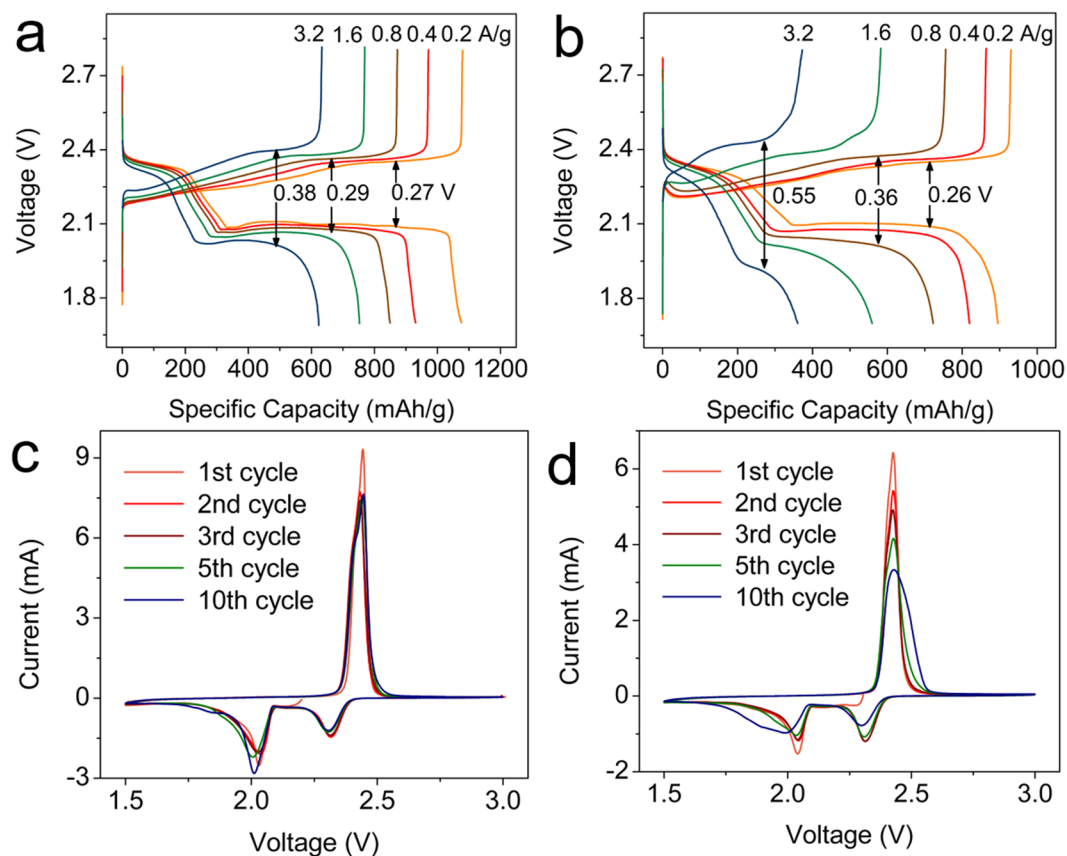 a
3.2 1.6 0.8 0.4 0.2 A/g
2.7
2.4
2.1
1.8
Voltage (V)
0.38 0.29 0.27 V
0 200 400 600 800 1000 1200
Specific Capacity (mAh/g)
b
3.2 1.6 0.8 0.4 0.2 A/g
2.7
2.4
2.1
1.8
Voltage (V)
0.55 0.36 0.26 V
0 200 400 600 800 1000
Specific Capacity (mAh/g)
c
1st cycle
2nd cycle
3rd cycle
5th cycle
10th cycle
9
6
3
0
-3
Current (mA)
1.5 2.0 2.5 3.0
Voltage (V)
d
1st cycle
2nd cycle
3rd cycle
5th cycle
10th cycle
6
4
2
0
-2
Current (mA)
1.5 2.0 2.5 3.0
Voltage (V)